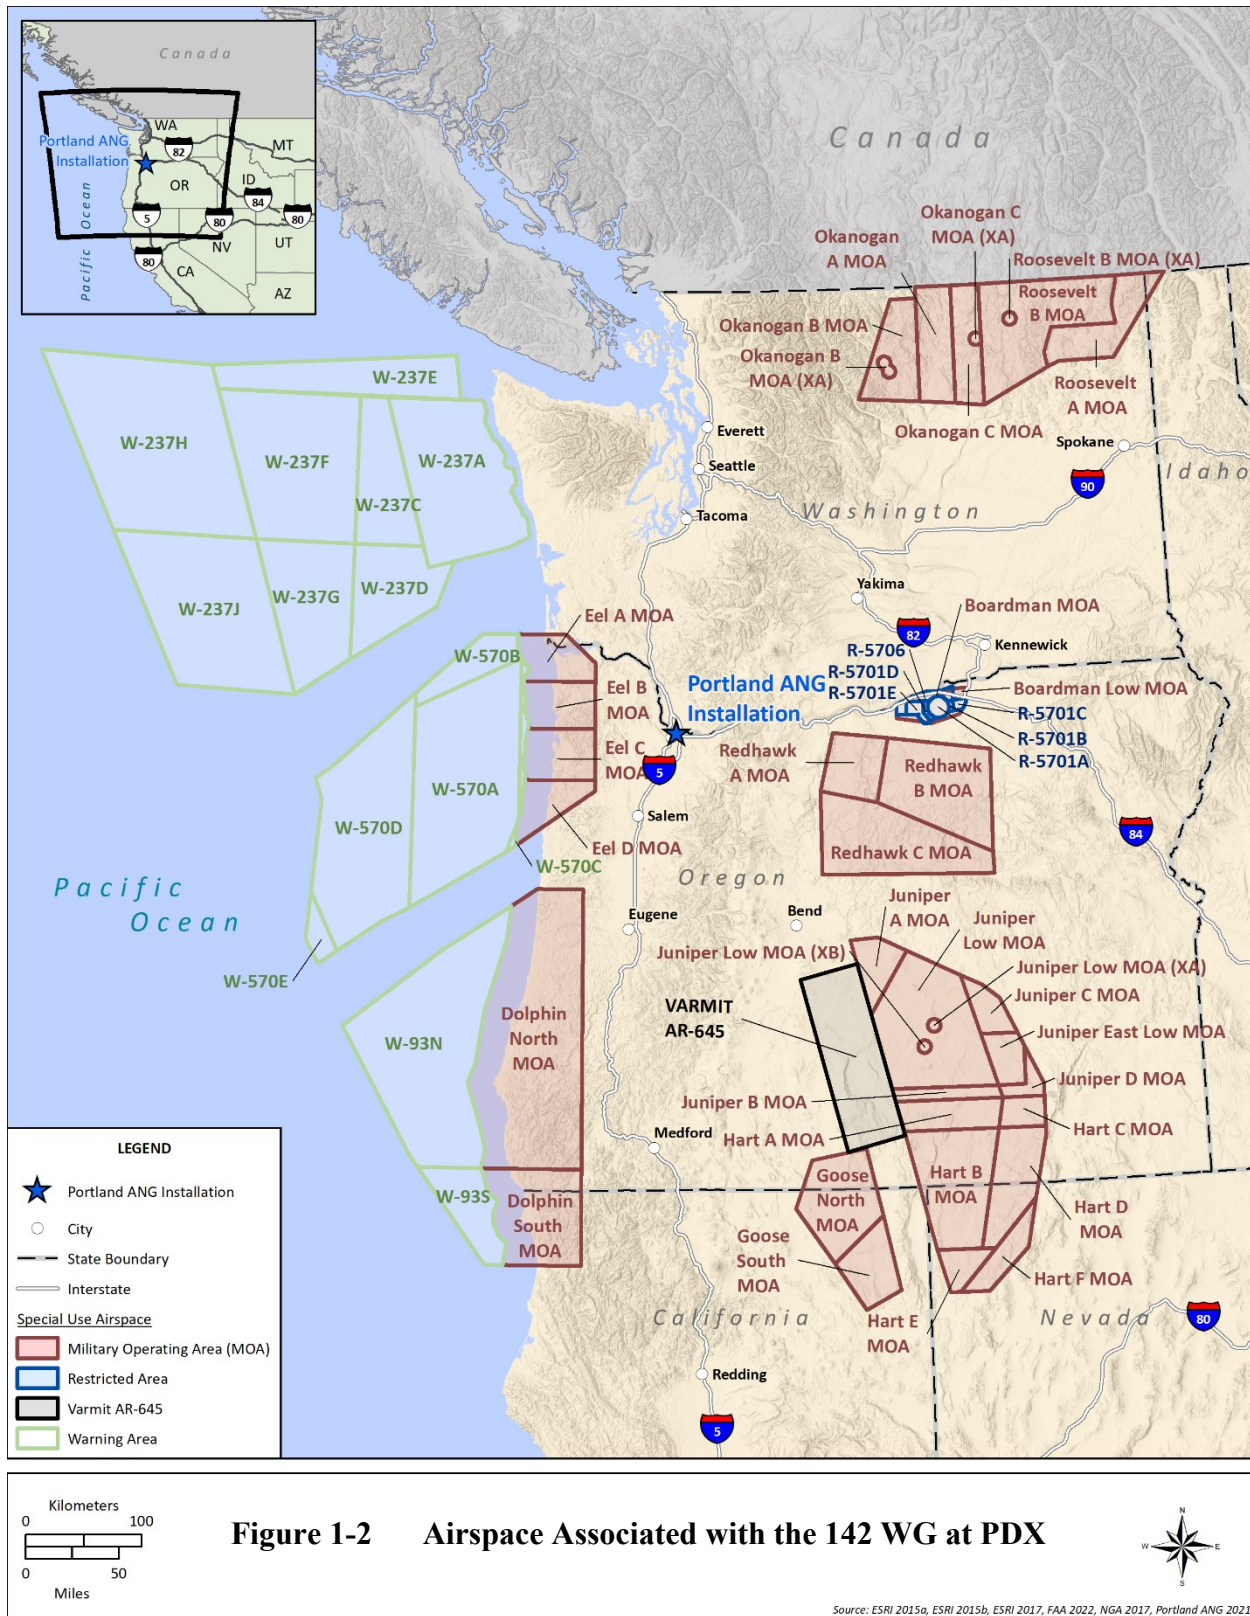 Canada
WA
MT
Portland ANG
Installation
82
OR
ID
84
5
80
80
NV
UT
80
CA
AZ
Pacific Ocean
Canada
Okanogan C
MOA (XA)
Okanogan
A MOA
Roosevelt B MOA (XA)
Roosevelt
B MOA
Okanogan B MOA
Okanogan B
MOA (XA)
Roosevelt
A MOA
Okanogan C MOA
W-237E
W-237H
W-237F
W-237A
W-237C
W-237J
W-237G
W-237D
Everett
Seattle
Tacoma
Spokane
Idaho
90
Washington
Yakima
82
Kennewick
Boardman MOA
R-5706
R-5701D
R-5701E
Boardman Low MOA
R-5701C
R-5701B
R-5701A
Eel A MOA
W-570B
Eel B
MOA
Eel C
MOA
Eel D MOA
W-570A
W-570D
W-570C
W-570E
Portland ANG
Installation
5
Salem
Redhawk
A MOA
Redhawk
B MOA
Redhawk C MOA
84
Oregon
Pacific
Ocean
Eugene
Bend
Juniper
A MOA
Juniper
Low MOA
Juniper Low MOA (XB)
Juniper Low MOA (XA)
Juniper C MOA
Juniper East Low MOA
VARMIT
AR-645
Juniper D MOA
Juniper B MOA
Hart A MOA
Hart C MOA
W-93N
Dolphin
North
MOA
Medford
W-93S
Dolphin
South
MOA
Goose
North
MOA
Hart B
MOA
Hart D
MOA
Goose
South
MOA
Hart F MOA
Hart E
MOA
California
Nevada
80
Redding
5
LEGEND
Portland ANG Installation
City
State Boundary
Interstate
Special Use Airspace
Military Operating Area (MOA)
Restricted Area
Varmit AR-645
Warning Area
Kilometers
0 100
0 50
Miles
Figure 1-2 Airspace Associated with the 142 WG at PDX
N
W E
S
Source: ESRI 2015a, ESRI 2015b, ESRI 2017, FAA 2022, NGA 2017, Portland ANG 2021